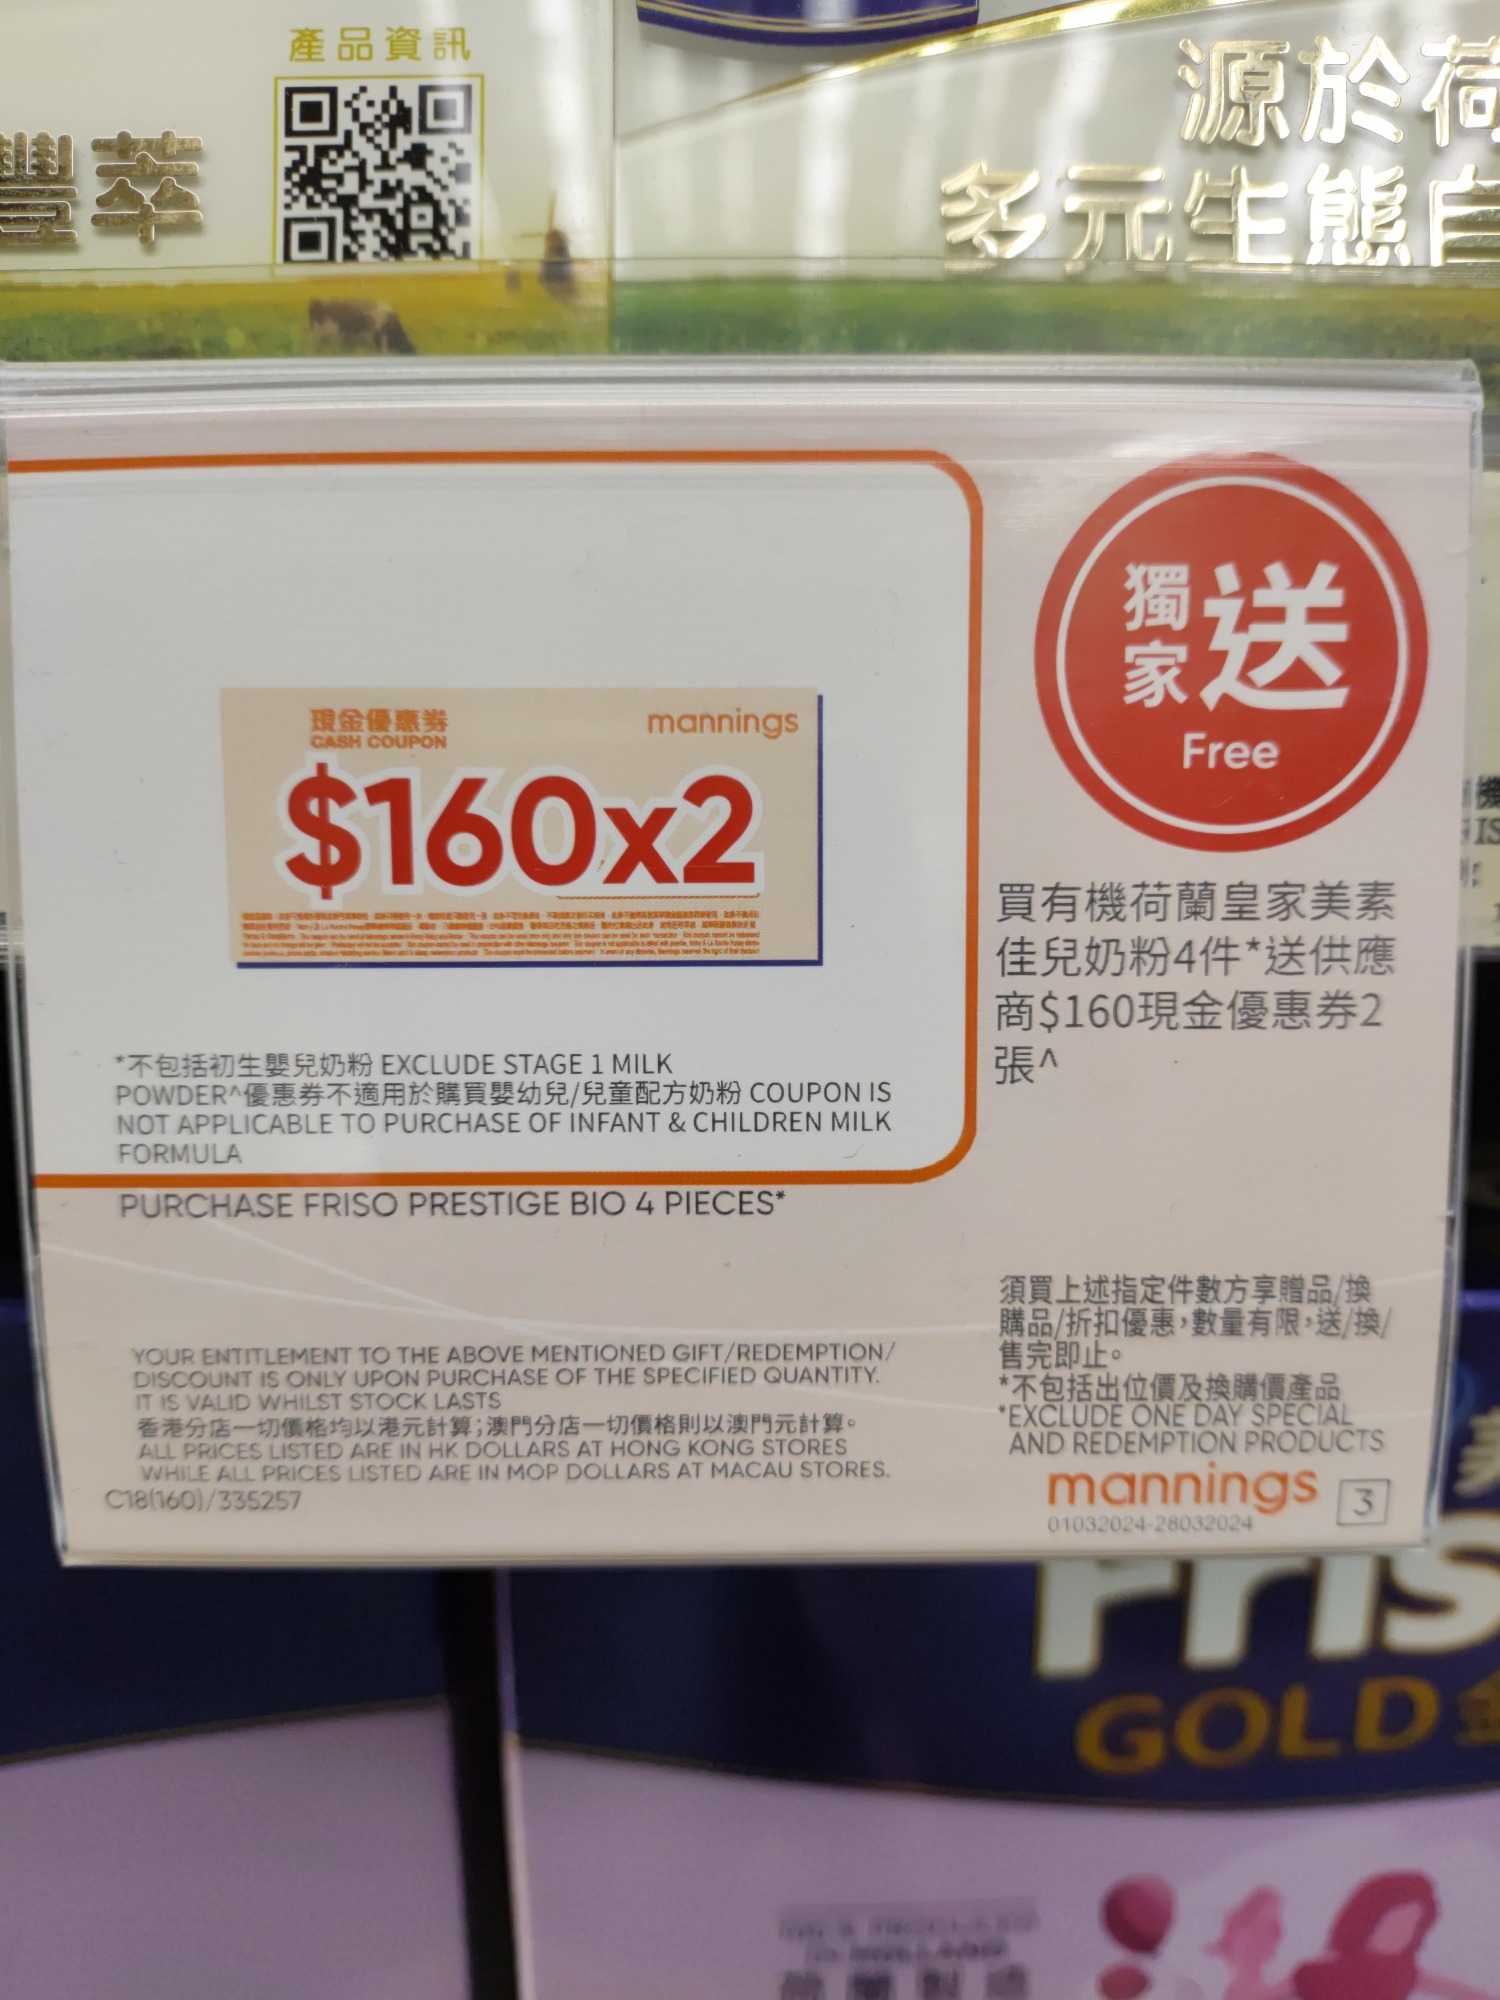 產品資訊
豐萃
源於荷
多元生態自
獨家送
Free
現金優惠券
CASH COUPON
mannings
$160x2
買有機荷蘭皇家美素
佳兒奶粉4件*送供應
商$160現金優惠券2
張^
*不包括初生嬰兒奶粉 EXCLUDE STAGE 1 MILK
POWDER^優惠券不適用於購買嬰幼兒/兒童配方奶粉 COUPON IS
NOT APPLICABLE TO PURCHASE OF INFANT & CHILDREN MILK
FORMULA
PURCHASE FRISO PRESTIGE BIO 4 PIECES*
須買上述指定件數方享贈品/換
購品/折扣優惠,數量有限,送/換/
售完即止。
*不包括出位價及換購價產品
*EXCLUDE ONE DAY SPECIAL
AND REDEMPTION PRODUCTS
YOUR ENTITLEMENT TO THE ABOVE MENTIONED GIFT/REDEMPTION/
DISCOUNT IS ONLY UPON PURCHASE OF THE SPECIFIED QUANTITY.
IT IS VALID WHILST STOCK LASTS
香港分店一切價格均以港元計算;澳門分店一切價格則以澳門元計算。
ALL PRICES LISTED ARE IN HK DOLLARS AT HONG KONG STORES
WHILE ALL PRICES LISTED ARE IN MOP DOLLARS AT MACAU STORES.
C18(160)/335257
mannings 3
01032024-28032024
Fris
GOLD